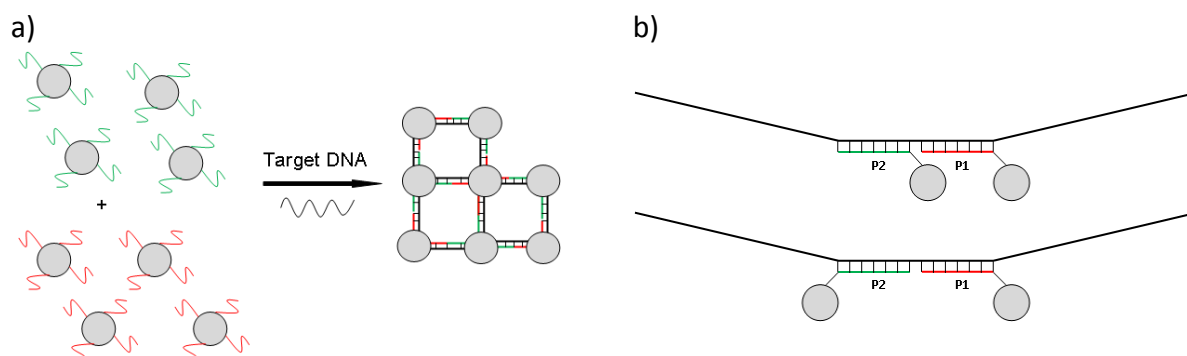 a)
Target DNA
+
b)
P2 P1
P2 P1